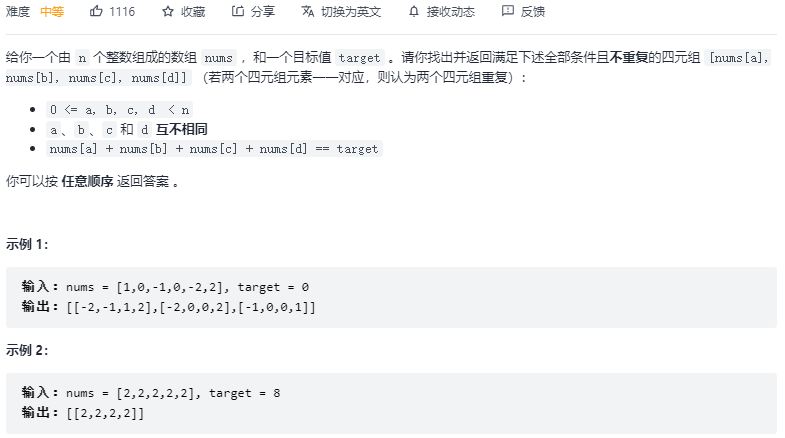 难度 中等 1116 收藏 分享 切换为英文 接收动态 反馈
给你一个由 n 个整数组成的数组 nums ，和一个目标值 target 。请你找出并返回满足下述全部条件且不重复的四元组 [nums[a],
nums[b], nums[c], nums[d]] （若两个四元组元素一一对应，则认为两个四元组重复）：
• 0 <= a, b, c, d < n
• a、b、c 和 d 互不相同
• nums[a] + nums[b] + nums[c] + nums[d] == target
你可以按 任意顺序 返回答案 。
示例 1：
输入：nums = [1,0,-1,0,-2,2], target = 0
输出：[[-2,-1,1,2],[-2,0,0,2],[-1,0,0,1]]
示例 2：
输入：nums = [2,2,2,2,2], target = 8
输出：[[2,2,2,2]]